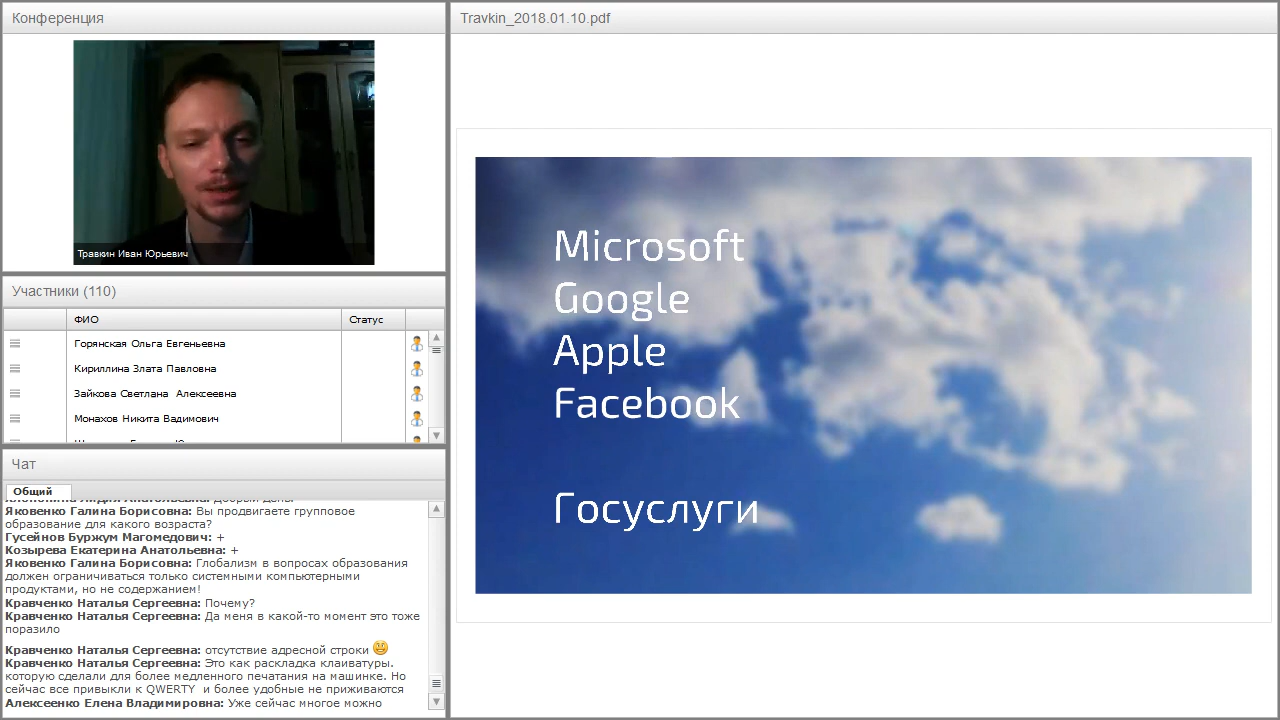 Конференция
Травкин Иван Юрьевич
Участники (110)
ФИО
Статус
Горянская Ольга Евгеньевна
Кириллина Злата Павловна
Зайкова Светлана Алексеевна
Монахов Никита Вадимович
Чат
Общий
Яковенко Галина Борисовна: Вы продвигаете групповое
образование для какого возраста?
Гусейнов Буржум Магомедович: +
Козырева Екатерина Анатольевна: +
Яковенко Галина Борисовна: Глобализм в вопросах образования
должен ограничиваться только системными компьютерными
продуктами, но не содержанием!
Кравченко Наталья Сергеевна: Почему?
Кравченко Наталья Сергеевна: Да меня в какой-то момент это тоже
поразило
Кравченко Наталья Сергеевна: отсутствие адресной строки
Кравченко Наталья Сергеевна: Это как раскладка клаиватуры.
которую сделали для более медленного печатания на машинке. Но
сейчас все привыкли к QWERTY и более удобные не приживаются
Алексеенко Елена Владимировна: Уже сейчас многое можно
Travkin_2018.01.10.pdf
Microsoft
Google
Apple
Facebook
Госуслуги